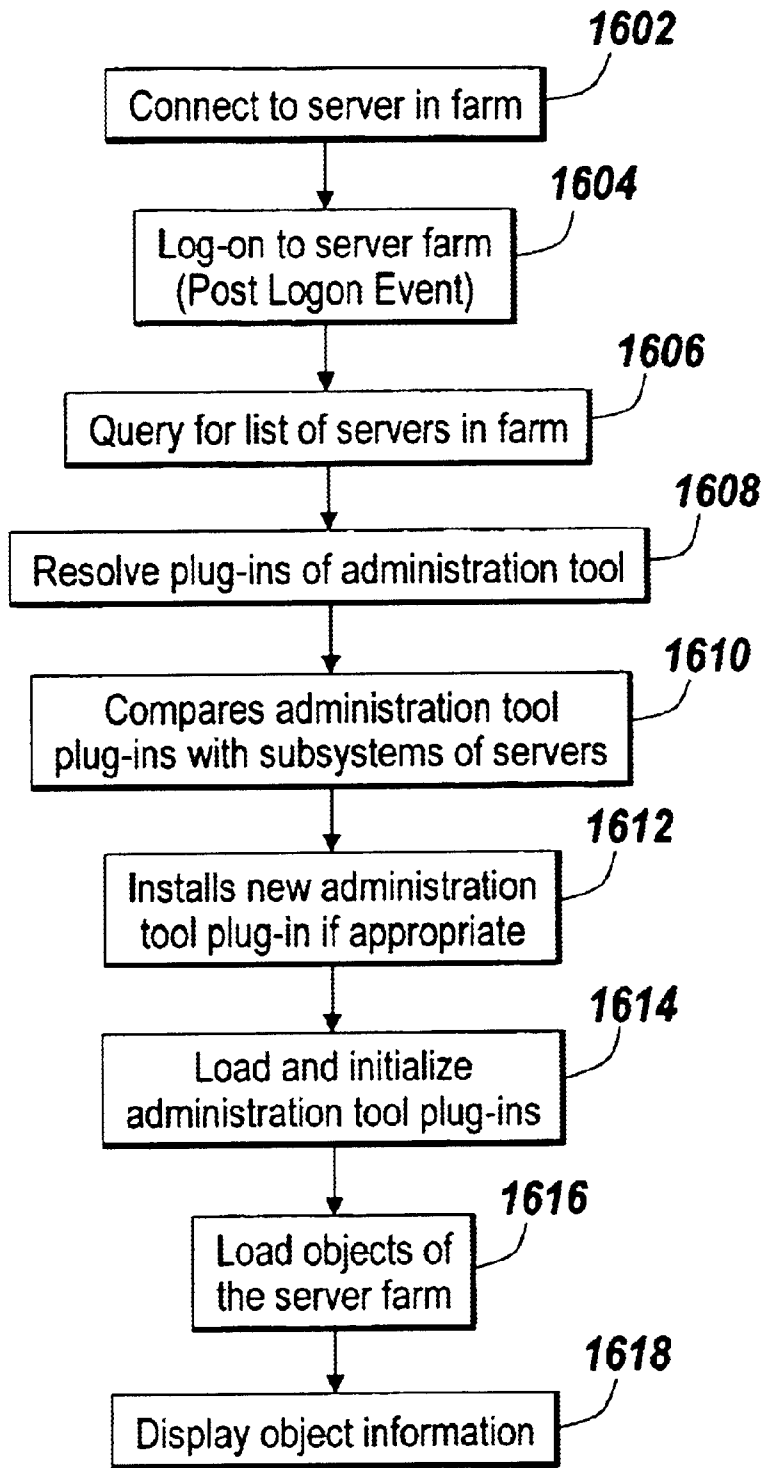 1602
Connect to server in farm
1604
Log-on to server farm
(Post Logon Event)
1606
Query for list of servers in farm
1608
Resolve plug-ins of administration tool
1610
Compares administration tool
plug-ins with subsystems of servers
1612
Installs new administration
tool plug-in if appropriate
1614
Load and initialize
administration tool plug-ins
1616
Load objects of
the server farm
1618
Display object information